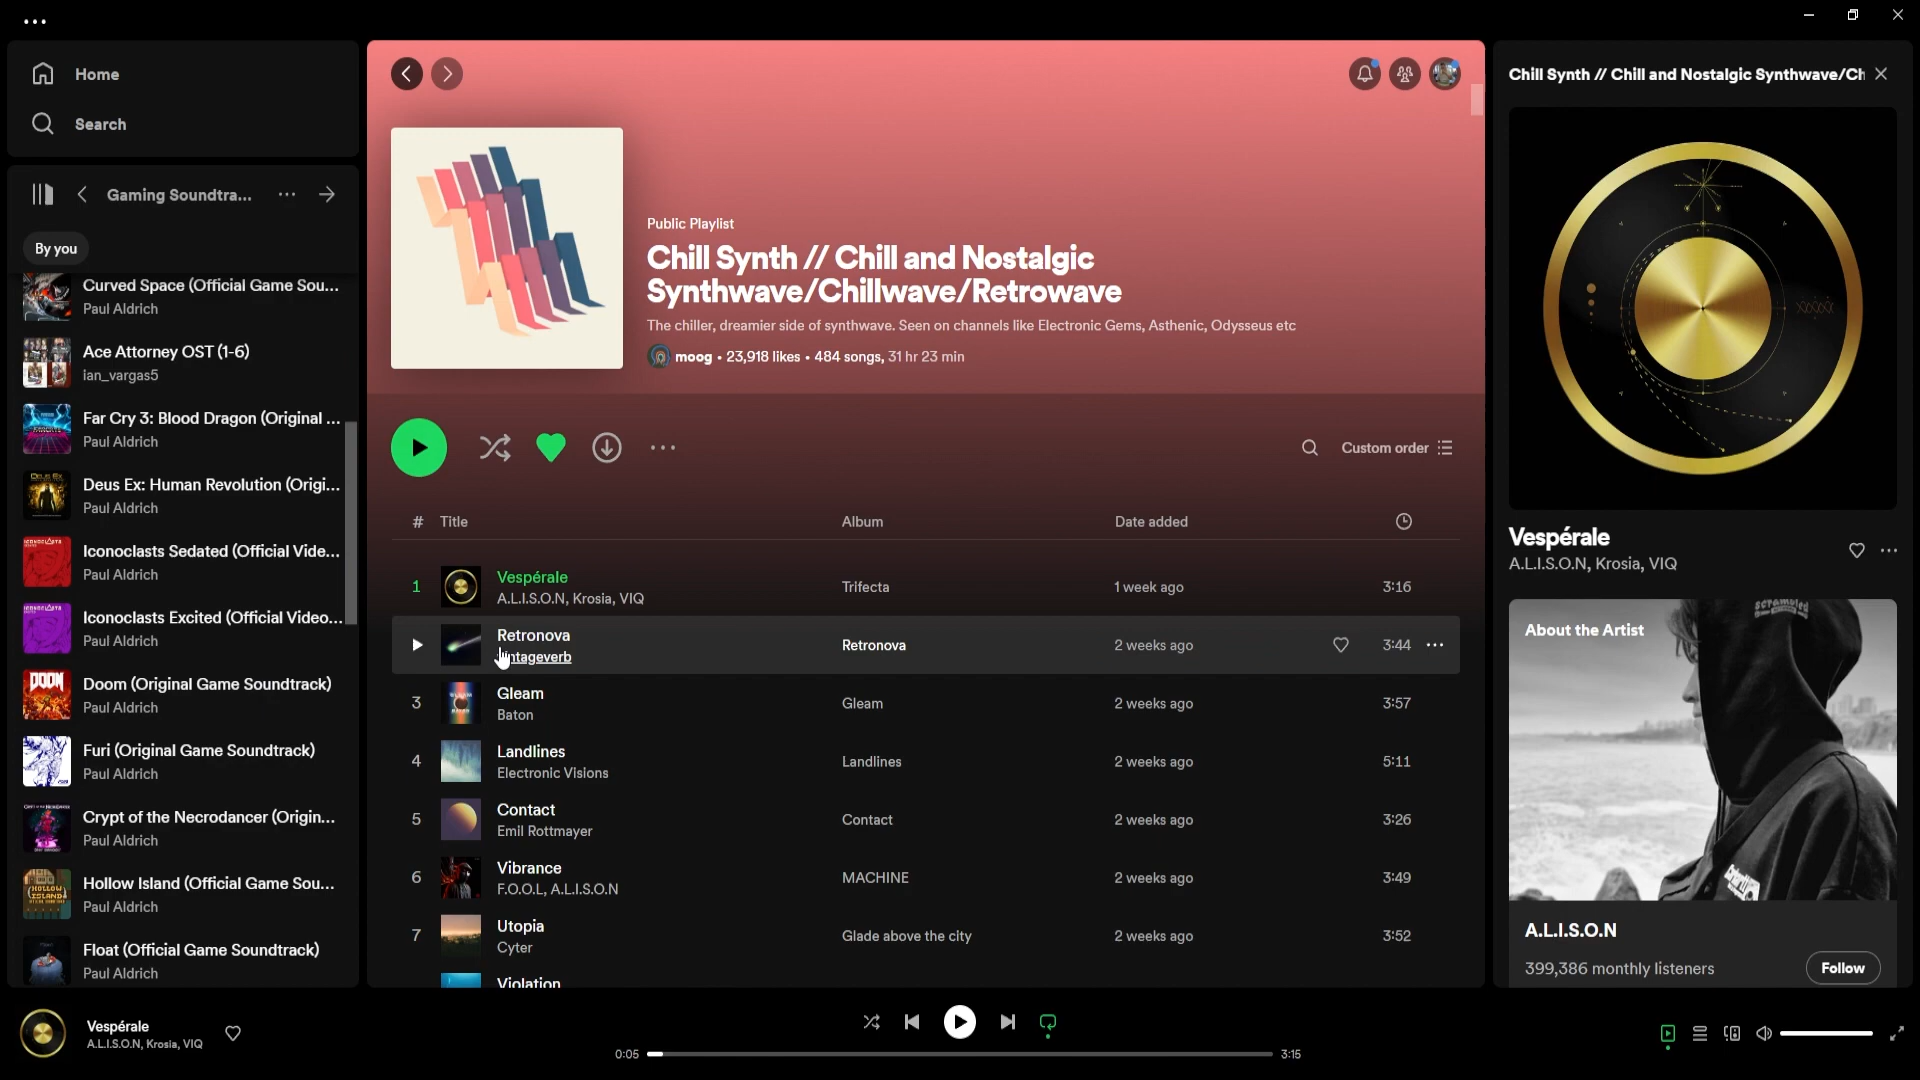 Home
Search
Gaming Soundtra...
By you
Curved Space (Official Game Sou...
Paul Aldrich
Ace Attorney OST (1-6)
ian_vargas5
Far Cry 3: Blood Dragon (Original ...
Paul Aldrich
Deus Ex: Human Revolution (Origi...
Paul Aldrich
Iconoclasts Sedated (Official Vide...
Paul Aldrich
Iconoclasts Excited (Official Video...
Paul Aldrich
Doom (Original Game Soundtrack)
Paul Aldrich
Furi (Original Game Soundtrack)
Paul Aldrich
Crypt of the Necrodancer (Origin...
Paul Aldrich
Hollow Island (Official Game Sou...
Paul Aldrich
Float (Official Game Soundtrack)
Paul Aldrich
Public Playlist
Chill Synth // Chill and Nostalgic
Synthwave/Chillwave/Retrowave
The chiller, dreamier side of synthwave. Seen on channels like Electronic Gems, Asthenic, Odysseus etc
moog • 23,918 likes • 484 songs, 31 hr 23 min
Custom order
# Title Album Date added
1 Vespérale Trifecta 1 week ago 3:16
A.L.I.S.O.N, Krosia, VIQ
Retronova Retronova 2 weeks ago 3:44
3 Gleam Gleam 2 weeks ago 3:57
Baton
4 Landlines Landlines 2 weeks ago 5:11
Electronic Visions
5 Contact Contact 2 weeks ago 3:26
Emil Rottmayer
6 Vibrance MACHINE 2 weeks ago 3:49
F.O.O.L, A.L.I.S.O.N
7 Utopia Glade above the city 2 weeks ago 3:52
Cyter
Violation
Chill Synth // Chill and Nostalgic Synthwave/Ch
Vespérale
A.L.I.S.O.N, Krosia, VIQ
About the Artist
A.L.I.S.O.N
399,386 monthly listeners
Follow
Vespérale
A.L.I.S.O.N, Krosia, VIQ
0:05
3:15